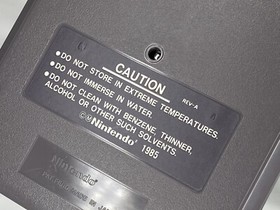 CAUTION
•DO NOT STORE IN EXTREME TEMPERATURES.
•DO NOT IMMERSE IN WATER.
•DO NOT CLEAN WITH BENZENE, THINNER,
ALCOHOL OR OTHER SUCH SOLVENTS.
©®Nintendo® 1985
REV-A
Nintendo